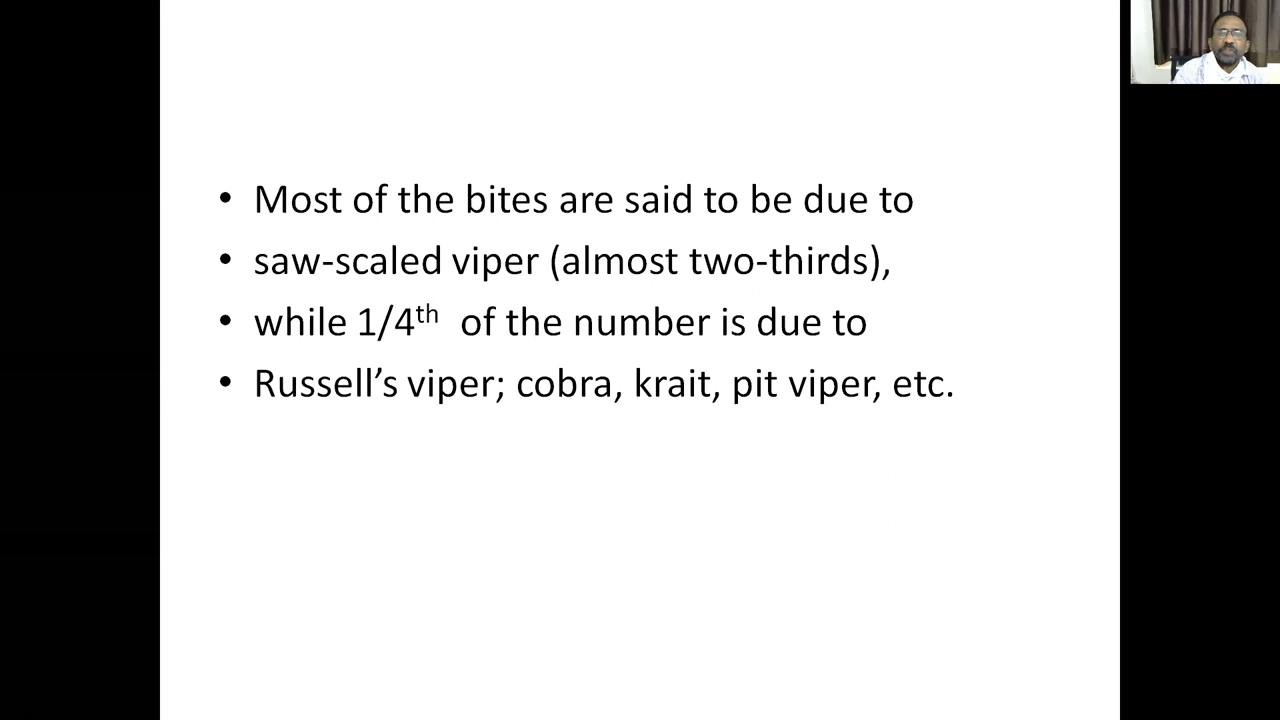 • Most of the bites are said to be due to
• saw-scaled viper (almost two-thirds),
• while 1/4th of the number is due to
• Russell’s viper; cobra, krait, pit viper, etc.